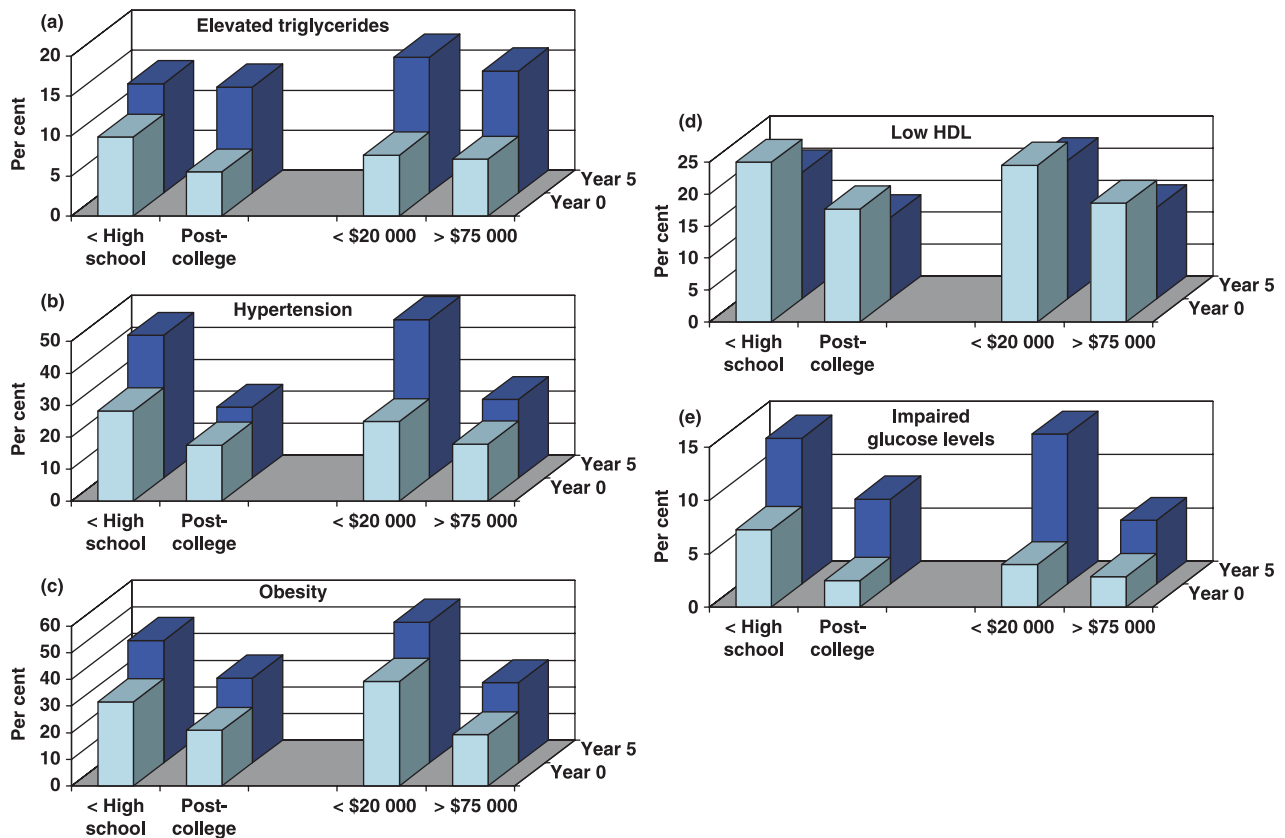 (a)
Elevated triglycerides
Per cent
20
15
10
5
0
< High school
Post-college
< $20 000
> $75 000
Year 5
Year 0
(b)
Hypertension
Per cent
50
40
30
20
10
0
< High school
Post-college
< $20 000
> $75 000
Year 5
Year 0
(c)
Obesity
Per cent
60
50
40
30
20
10
0
< High school
Post-college
< $20 000
> $75 000
Year 5
Year 0
(d)
Low HDL
Per cent
25
20
15
10
5
0
< High school
Post-college
< $20 000
> $75 000
Year 5
Year 0
(e)
Impaired
glucose levels
Per cent
15
10
5
0
< High school
Post-college
< $20 000
> $75 000
Year 5
Year 0